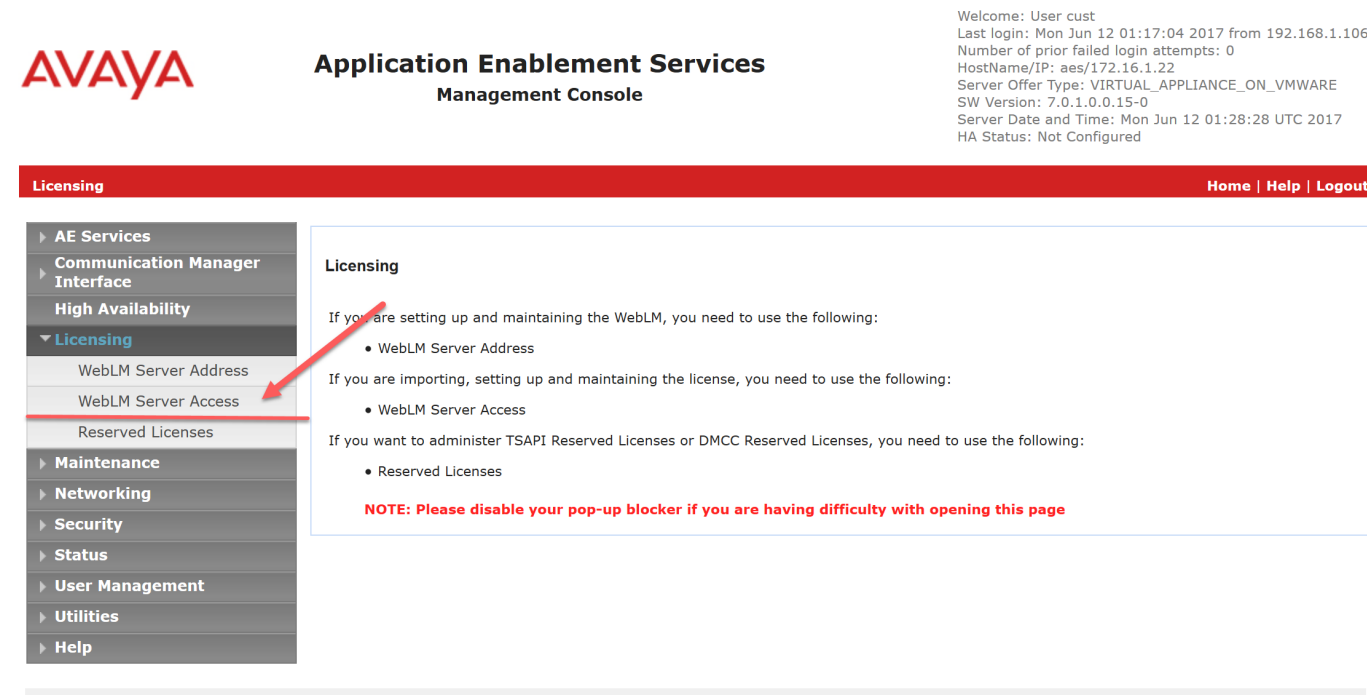 AVAYA
Application Enablement Services
Management Console
Welcome: User cust
Last login: Mon Jun 12 01:17:04 2017 from 192.168.1.106
Number of prior failed login attempts: 0
HostName/IP: aes/172.16.1.22
Server Offer Type: VIRTUAL_APPLIANCE_ON_VMWARE
SW Version: 7.0.1.0.0.15-0
Server Date and Time: Mon Jun 12 01:28:28 UTC 2017
HA Status: Not Configured
Licensing
Home | Help | Logout
AE Services
Communication Manager
Interface
High Availability
Licensing
WebLM Server Address
WebLM Server Access
Reserved Licenses
Maintenance
Networking
Security
Status
User Management
Utilities
Help
Licensing
If you are setting up and maintaining the WebLM, you need to use the following:
• WebLM Server Address
If you are importing, setting up and maintaining the license, you need to use the following:
• WebLM Server Access
If you want to administer TSAPI Reserved Licenses or DMCC Reserved Licenses, you need to use the following:
• Reserved Licenses
NOTE: Please disable your pop-up blocker if you are having difficulty with opening this page